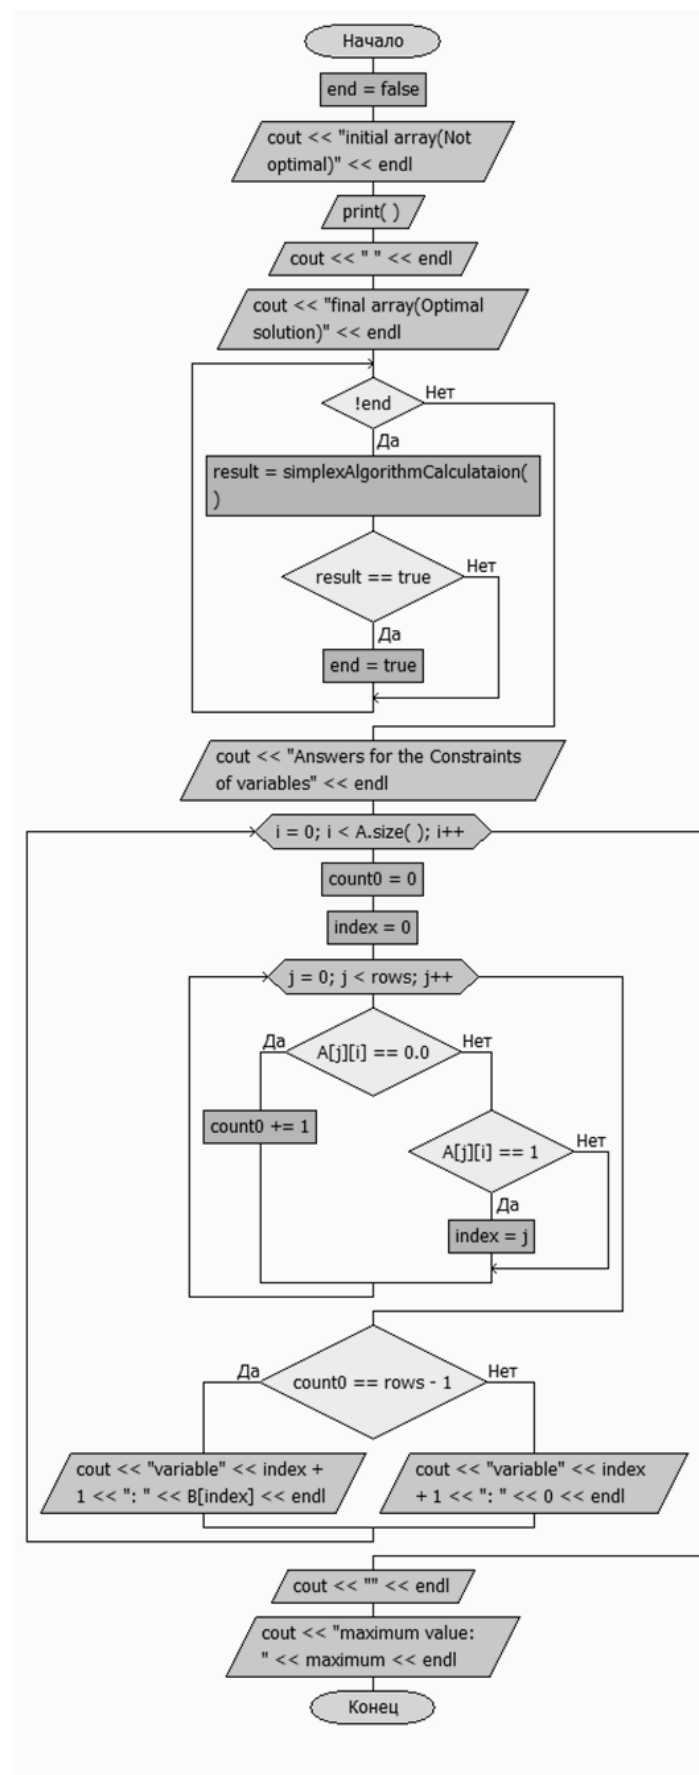 Начало
end = false
cout << "initial array(Not
optimal)" << endl
print( )
cout << " " << endl
cout << "final array(Optimal
solution)" << endl
!end
Нет
Да
result = simplexAlgorithmCalculataion(
)
result == true
Нет
Да
end = true
cout << "Answers for the Constraints
of variables" << endl
i = 0; i < A.size( ); i++
count0 = 0
index = 0
j = 0; j < rows; j++
Да
A[j][i] == 0.0
Нет
count0 += 1
A[j][i] == 1
Нет
Да
index = j
Да
count0 == rows - 1
Нет
cout << "variable" << index +
1 << ": " << B[index] << endl
cout << "variable" << index
+ 1 << ": " << 0 << endl
cout << "" << endl
cout << "maximum value:
" << maximum << endl
Конец